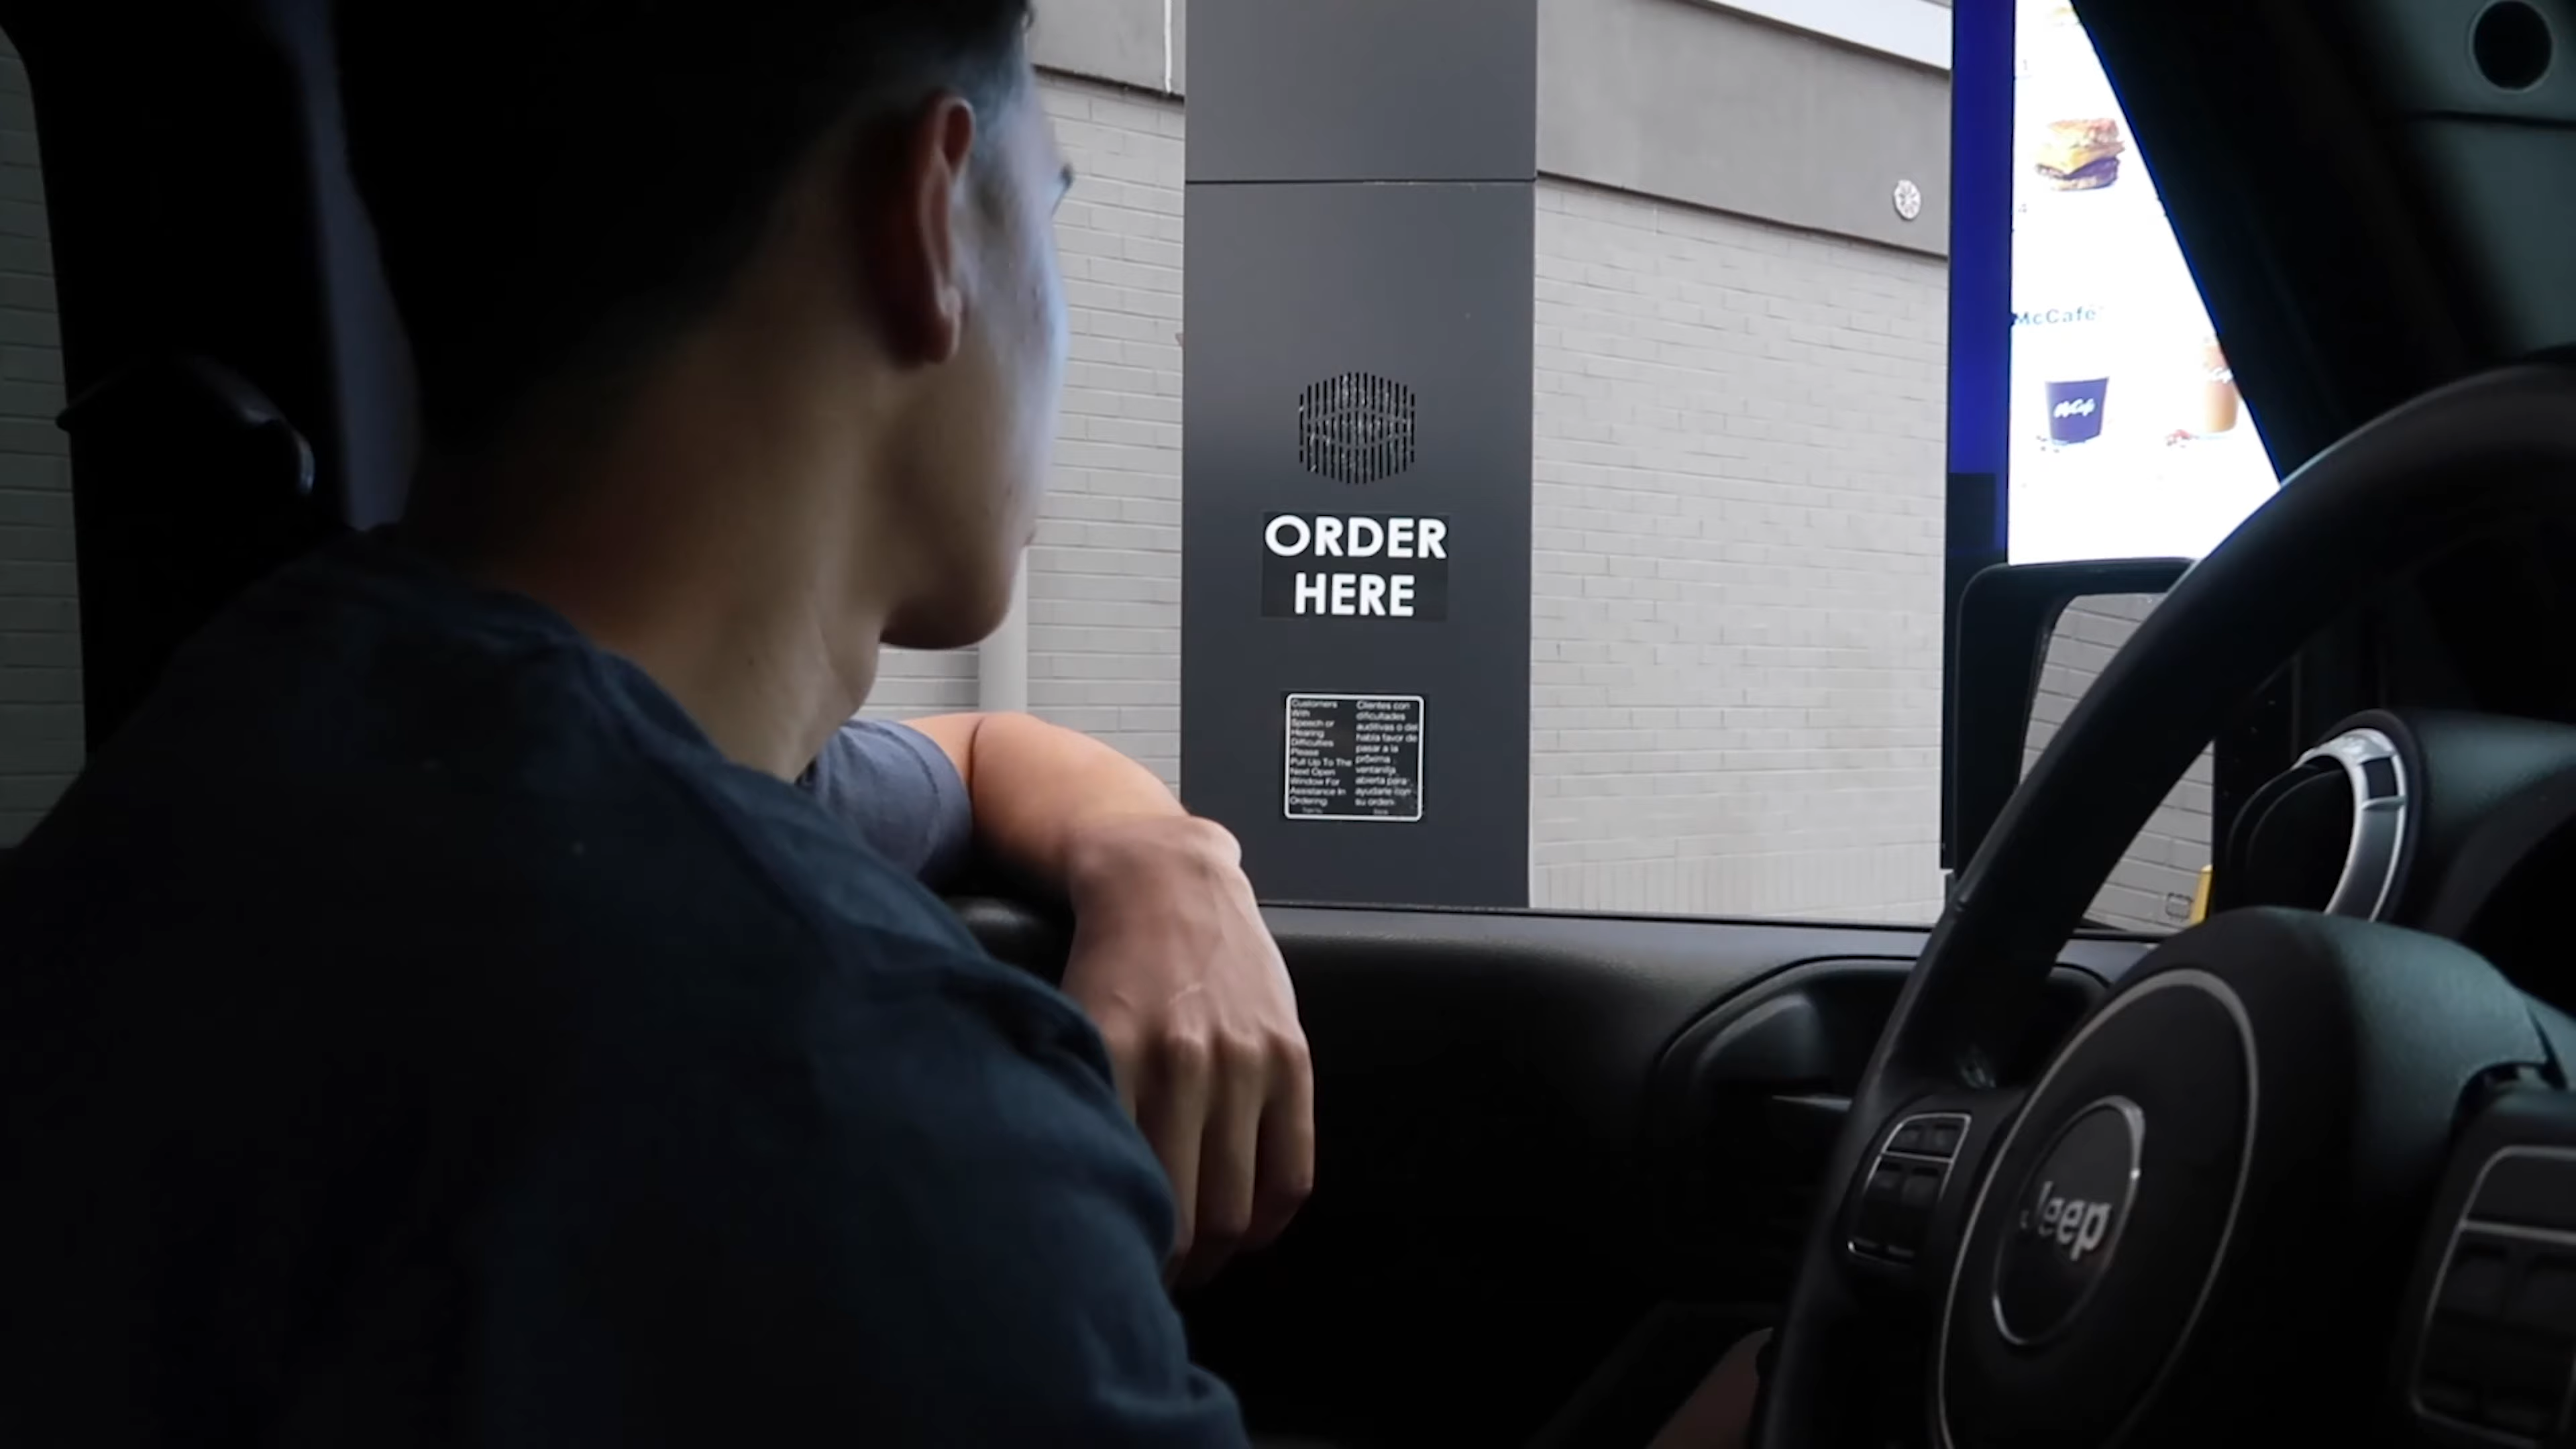 McCafe
McCafe
ORDER
HERE
Customers
With
Speech or
Hearing
Difficulties
Please
Pull Up To The
Next Open
Window For
Assistance In
Ordering
Clientes con
dificultades
auditivas o del
habla favor de
pasar a la
próxima
ventanilla
abierta para
ayudarle con
su orden
Jeep